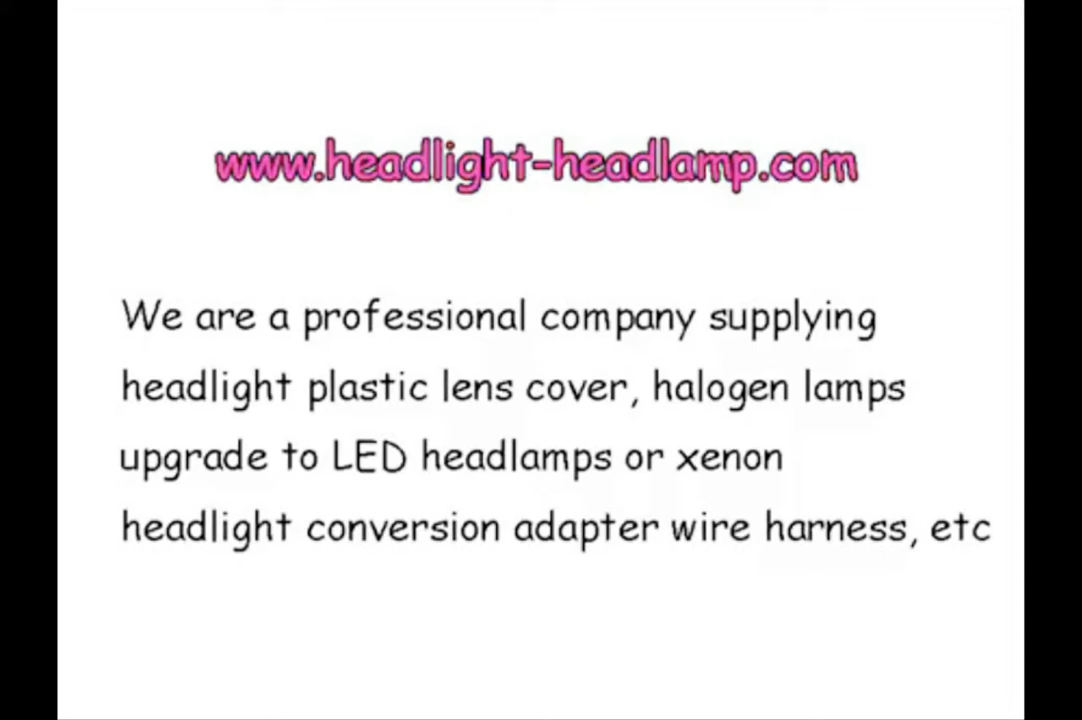 www.headlight-headlamp.com
We are a professional company supplying
headlight plastic lens cover, halogen lamps
upgrade to LED headlamps or xenon
headlight conversion adapter wire harness, etc